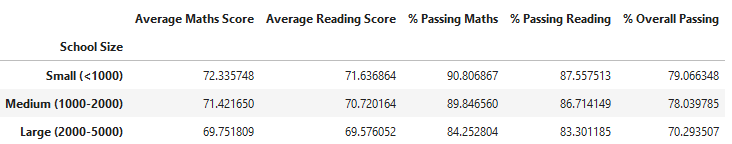 Average Maths Score Average Reading Score % Passing Maths % Passing Reading % Overall Passing
School Size
Small (<1000) 72.335748 71.636864 90.806867 87.557513 79.066348
Medium (1000-2000) 71.421650 70.720164 89.846560 86.714149 78.039785
Large (2000-5000) 69.751809 69.576052 84.252804 83.301185 70.293507